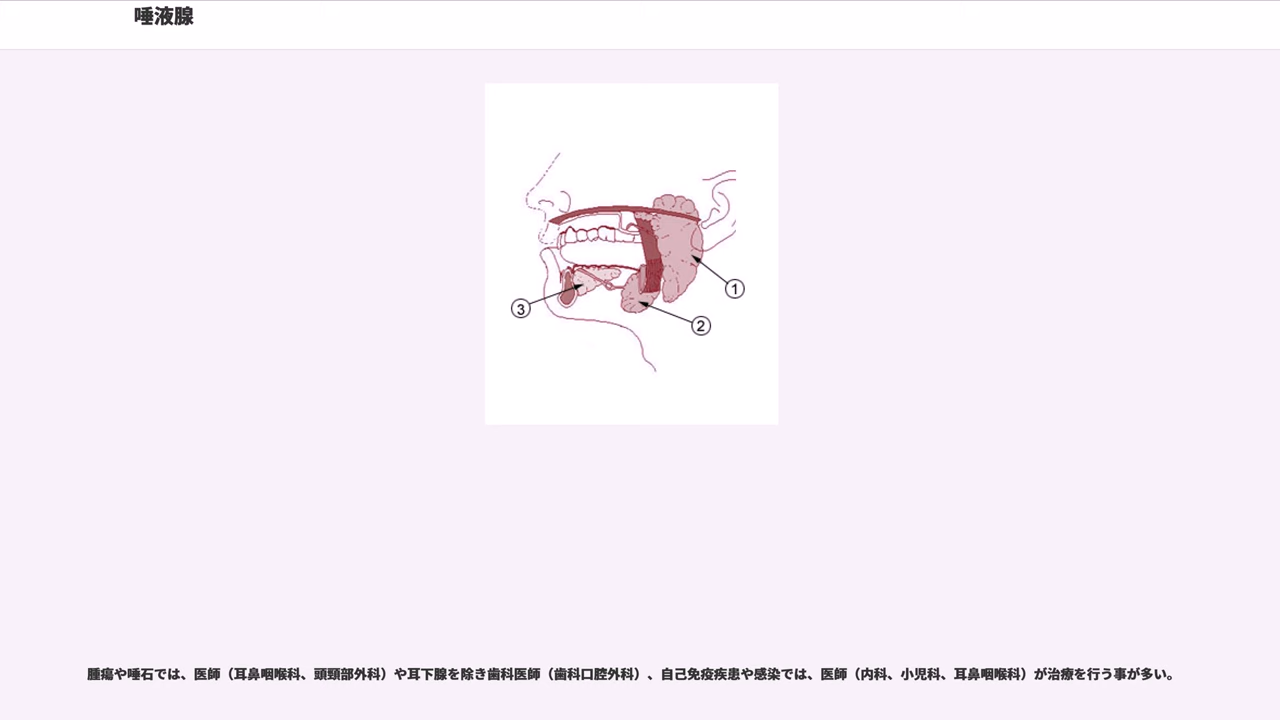 唾液腺
①
③
②
腫瘍や唾石では、医師（耳鼻咽喉科、頭頸部外科）や耳下腺を除き歯科医師（歯科口腔外科）、自己免疫疾患や感染では、医師（内科、小児科、耳鼻咽喉科）が治療を行う事が多い。